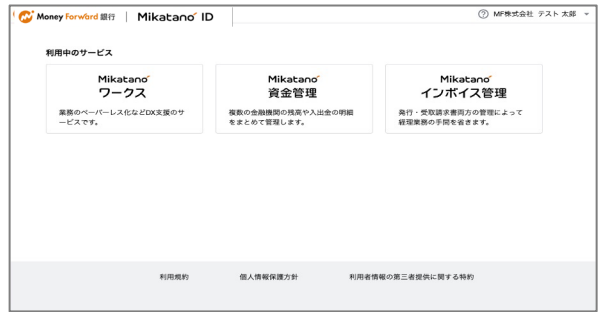 Money Forward 銀行 | Mikatano ID
MF株式会社 テスト 太郎
利用中のサービス
Mikatano
ワークス
業務のペーパーレス化などDX支援のサ
ービスです。
Mikatano
資金管理
複数の金融機関の残高や入出金の明細
をまとめて管理します。
Mikatano
インボイス管理
発行・受取請求書両方の管理によって
経理業務の手間を省きます。
利用規約 個人情報保護方針 利用者情報の第三者提供に関する特約